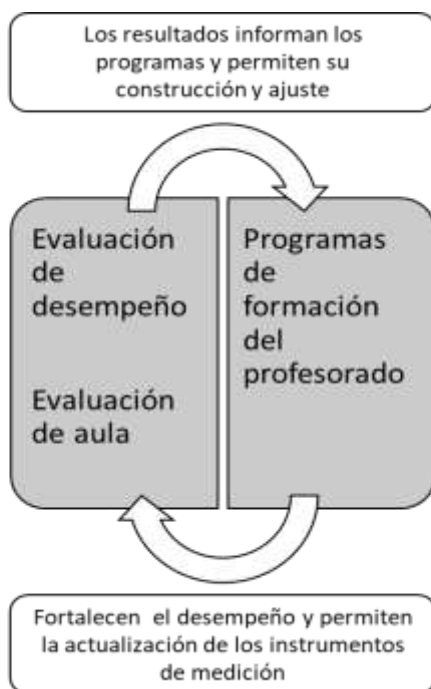 Los resultados informan los
programas y permiten su
construcción y ajuste
Evaluación
de
desempeño
Evaluación
de aula
Programas
de
formación
del
profesorado
Fortalecen el desempeño y permiten
la actualización de los instrumentos
de medición